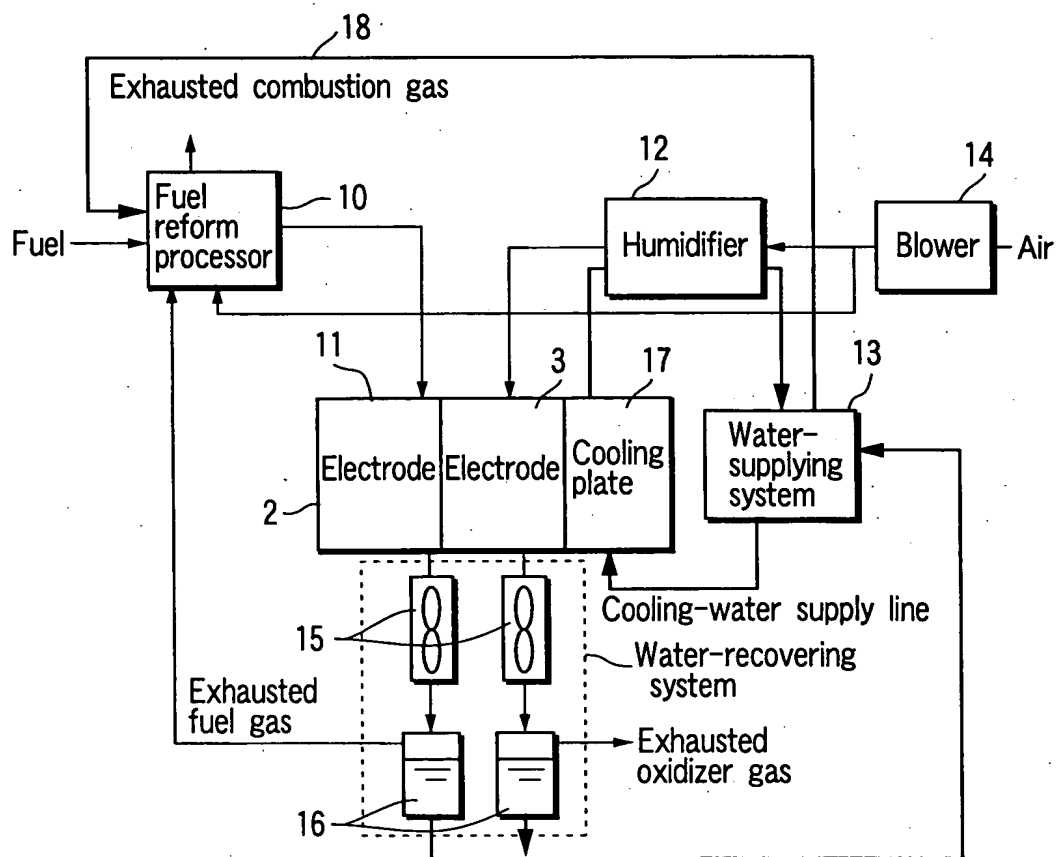 18
Exhausted combustion gas
12
14
Fuel
reform
processor
10
Fuel
Humidifier
Blower
Air
11
3
17
13
Electrode
Electrode
Cooling
plate
Water-
supplying
system
2
Cooling-water supply line
15
Water-recovering
system
Exhausted
fuel gas
Exhausted
oxidizer gas
16